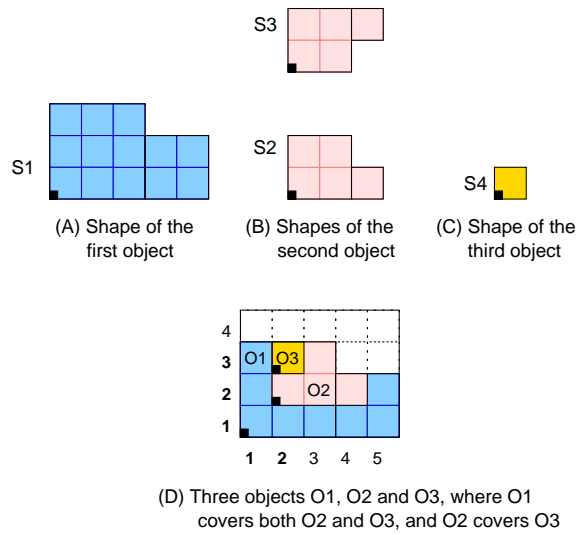 S3
S1
S2
S4
(A) Shape of the
first object
(B) Shapes of the
second object
(C) Shape of the
third object
4
3
O1
O3
2
O2
1
1 2 3 4 5
(D) Three objects O1, O2 and O3, where O1
covers both O2 and O3, and O2 covers O3